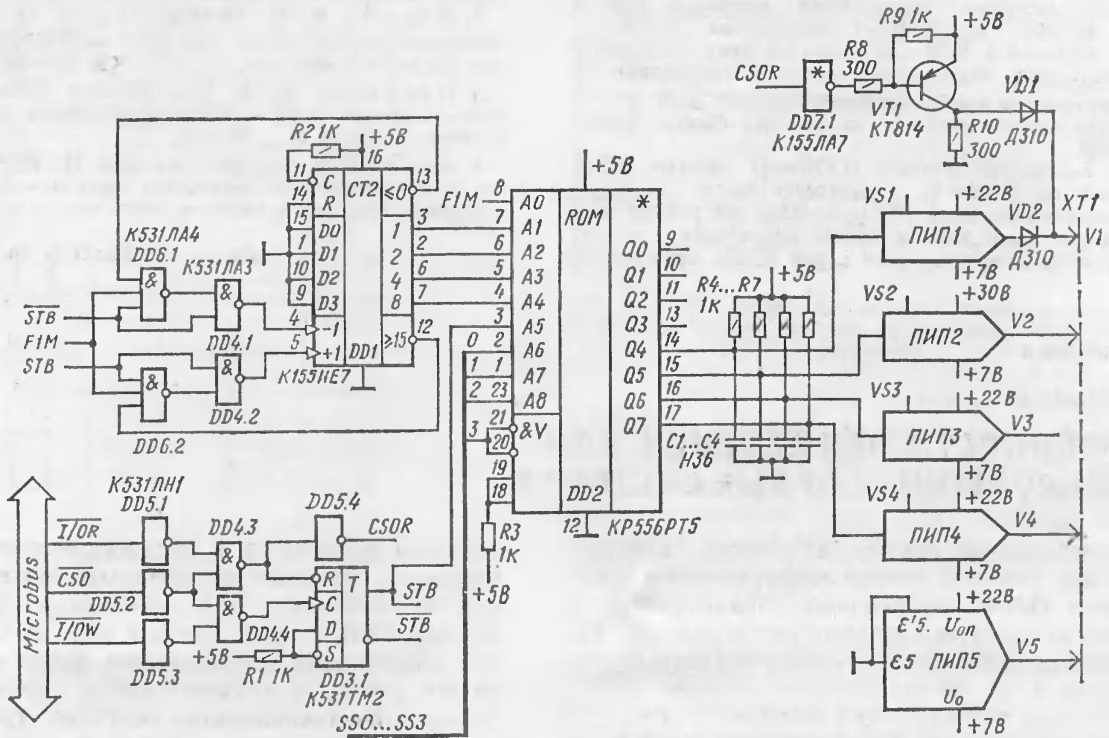 R9 1к
+5В
R8
300
CSOR
*
DD7.1
К155ЛА7
VT1
КТ814
R10
300
VD1
Д310
R2 1К
+5В
16
11
14
15
1
10
9
4
5
C
R
D0
D1
D2
D3
-1
+1
CT2
DD1
≤0
1
2
4
8
≥15
13
3
2
6
7
12
К155ИЕ7
К531ЛА4
DD6.1
К531ЛА3
&
&
DD4.1
&
&
DD4.2
DD6.2
STB
F1M
STB
+5В
F1M
8
7
6
5
4
3
0 2
1 1
2 23
3 21
20
19
18
A0
A1
A2
A3
A4
A5
A6
A7
A8
&V
ROM
*
DD2
12
КР556РТ5
Q0
Q1
Q2
Q3
Q4
Q5
Q6
Q7
9
10
11
13
14
15
16
17
R4...R7
1К
+5В
C1...C4
Н36
R3
1К
+5В
VS1
+22В
ПИП1
VD2
Д310
XT1
V1
+7В
VS2
+30В
ПИП2
V2
+7В
VS3
+22В
ПИП3
V3
+7В
VS4
+22В
ПИП4
V4
+7В
+22В
ε'5
Uоп
ε5
ПИП5
V5
Uо
+7В
Microbus
К531ЛН1
DD5.1
I/OR
CSO
DD5.2
I/OW
DD5.3
DD4.3
&
&
DD4.4
+5В
R1 1К
DD5.4
CSOR
R
C
D
S
T
STB
STB
DD3.1
К531ТМ2
SS0...SS3